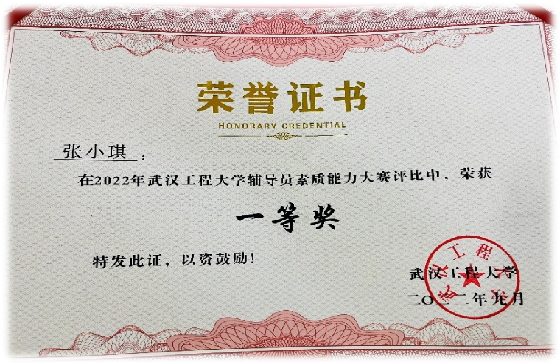 荣誉证书
HONORARY CREDENTIAL
张小琪：
在2022年武汉工程大学辅导员素质能力大赛评比中，荣获
一等奖
特发此证，以资鼓励！
武汉工程大学
二〇二二年九月